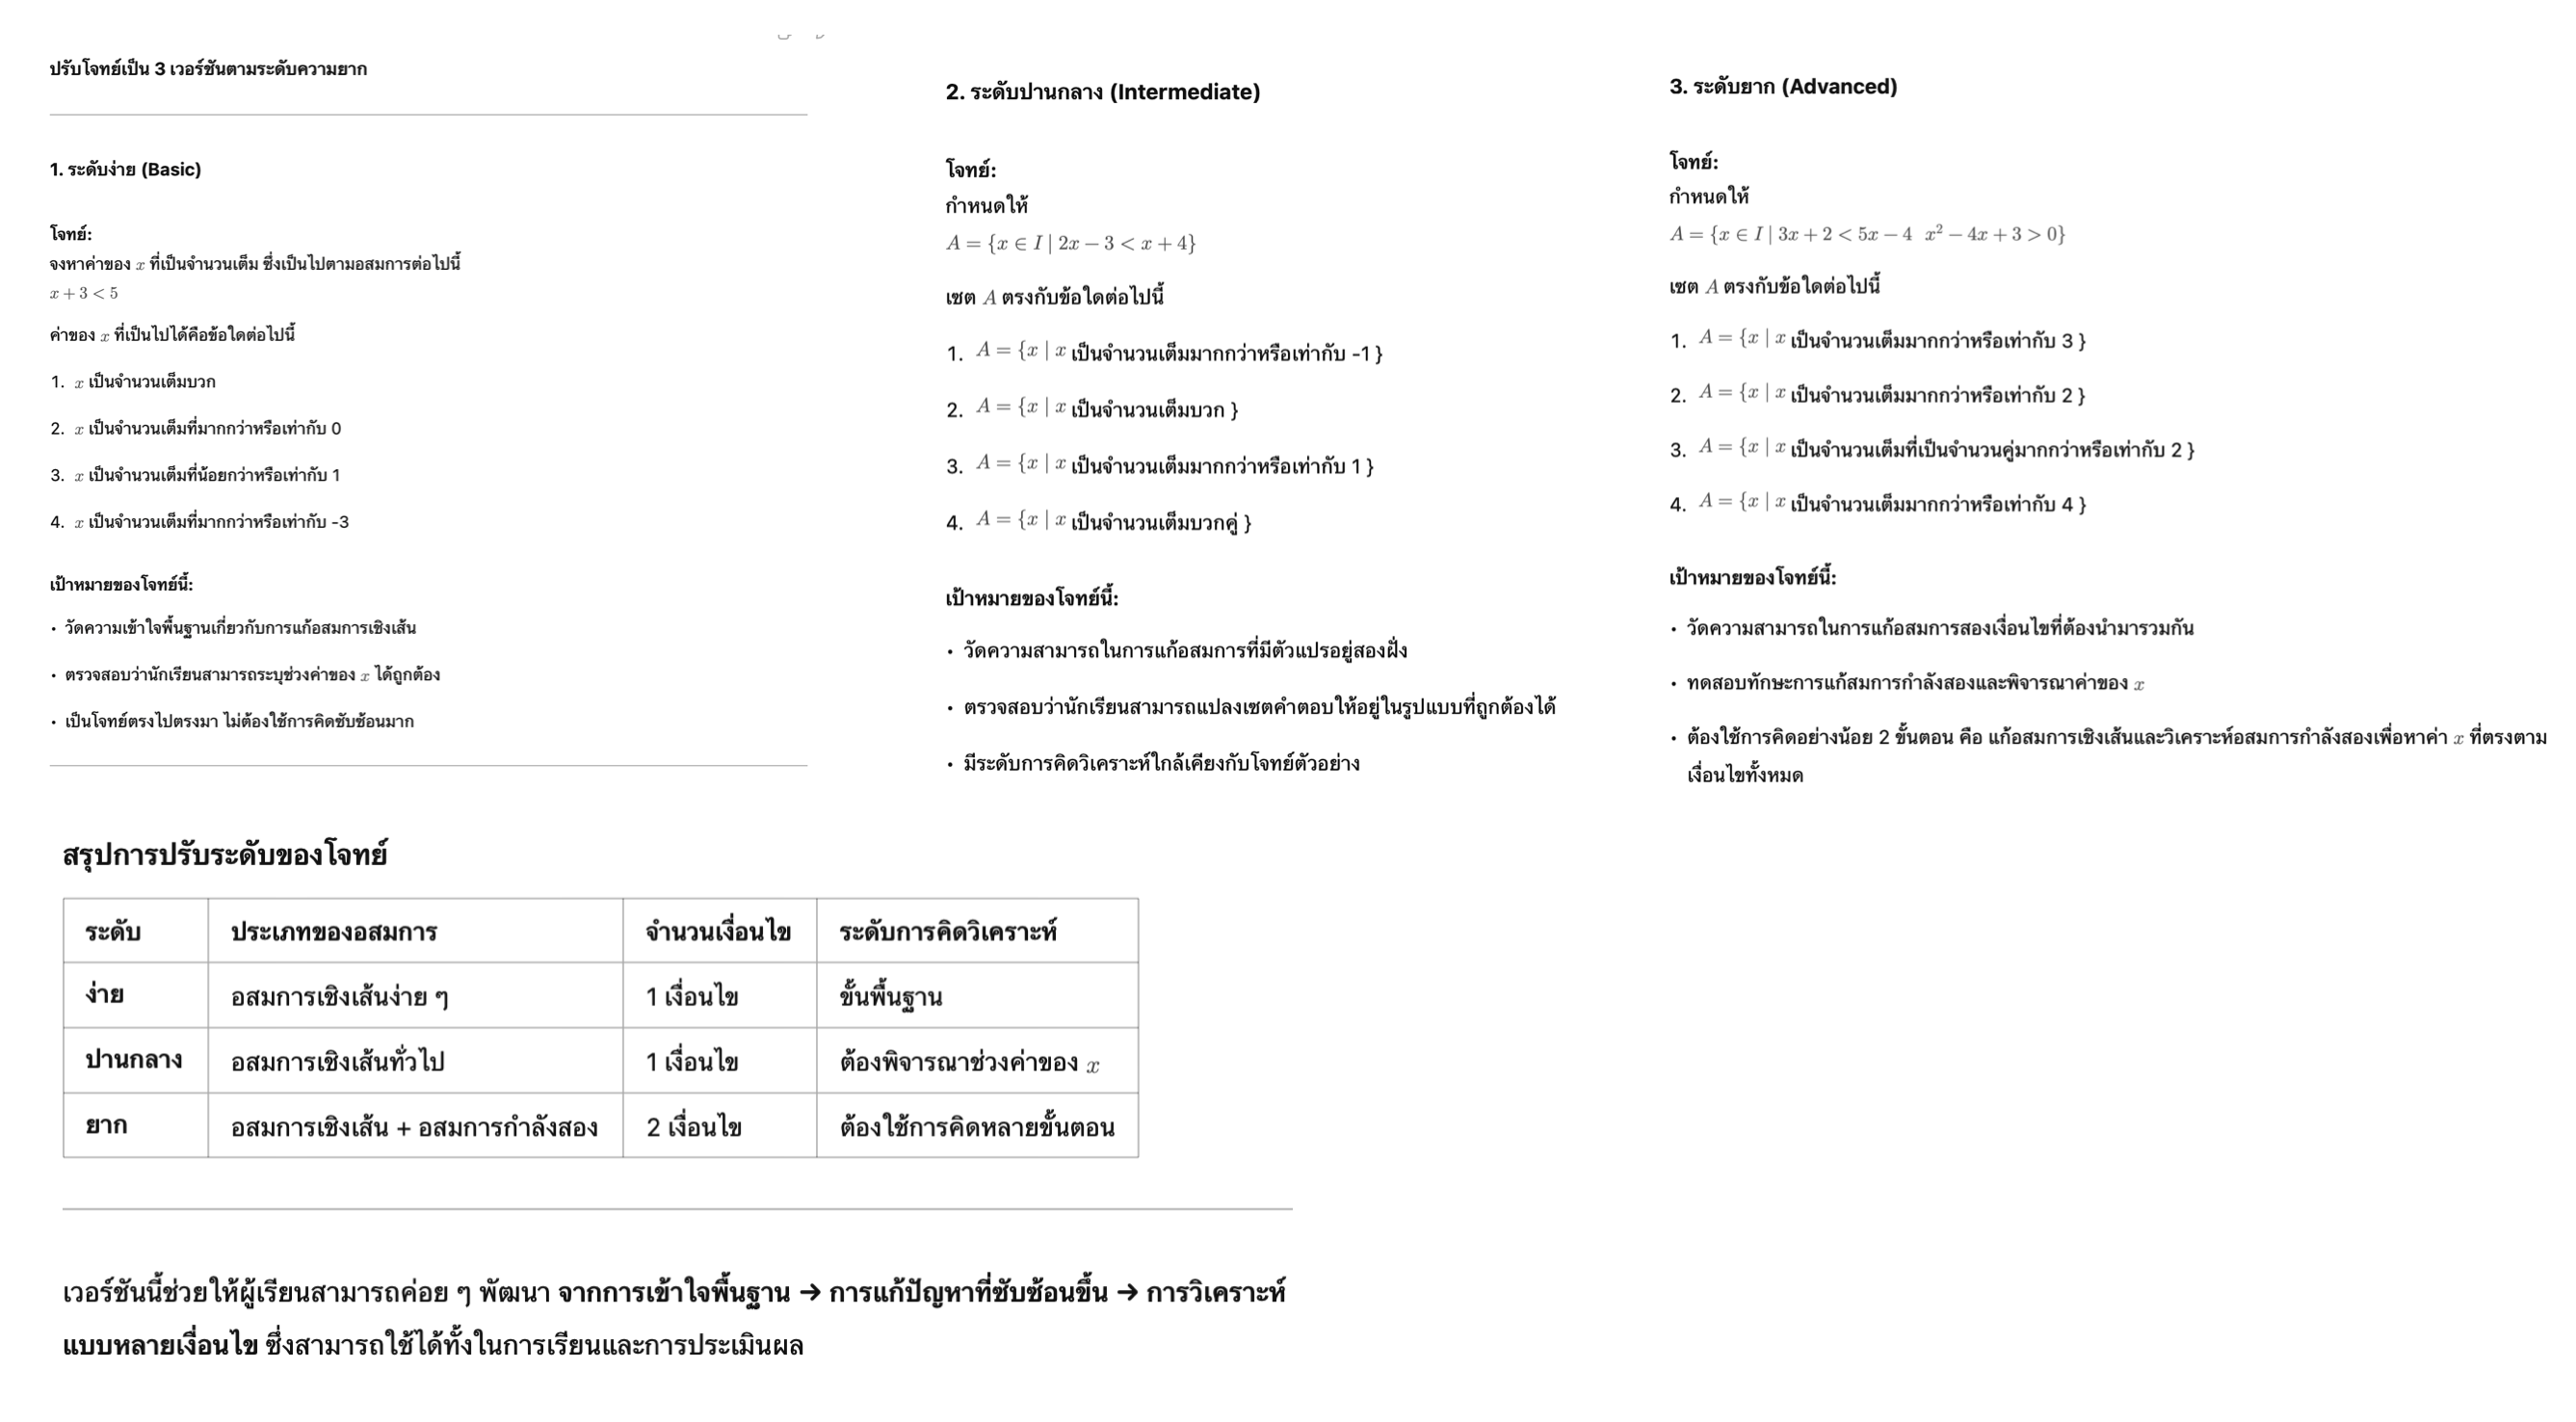 ปรับโจทย์เป็น 3 เวอร์ชันตามระดับความยาก
1. ระดับง่าย (Basic)
โจทย์:
จงหาค่าของ x ที่เป็นจำนวนเต็ม ซึ่งเป็นไปตามอสมการต่อไปนี้
x + 3 < 5
ค่าของ x ที่เป็นไปได้คือข้อใดต่อไปนี้
1. x เป็นจำนวนเต็มบวก
2. x เป็นจำนวนเต็มที่มากกว่าหรือเท่ากับ 0
3. x เป็นจำนวนเต็มที่น้อยกว่าหรือเท่ากับ 1
4. x เป็นจำนวนเต็มที่มากกว่าหรือเท่ากับ -3
เป้าหมายของโจทย์นี้:
• วัดความเข้าใจพื้นฐานเกี่ยวกับการแก้อสมการเชิงเส้น
• ตรวจสอบว่านักเรียนสามารถระบุช่วงค่าของ x ได้ถูกต้อง
• เป็นโจทย์ตรงไปตรงมา ไม่ต้องใช้การคิดซับซ้อนมาก
2. ระดับปานกลาง (Intermediate)
โจทย์:
กำหนดให้
A = {x ∈ I | 2x − 3 < x + 4}
เซต A ตรงกับข้อใดต่อไปนี้
1. A = {x | x เป็นจำนวนเต็มมากกว่าหรือเท่ากับ -1 }
2. A = {x | x เป็นจำนวนเต็มบวก }
3. A = {x | x เป็นจำนวนเต็มมากกว่าหรือเท่ากับ 1 }
4. A = {x | x เป็นจำนวนเต็มบวกคู่ }
เป้าหมายของโจทย์นี้:
• วัดความสามารถในการแก้อสมการที่มีตัวแปรอยู่สองฝั่ง
• ตรวจสอบว่านักเรียนสามารถแปลงเซตคำตอบให้อยู่ในรูปแบบที่ถูกต้องได้
• มีระดับการคิดวิเคราะห์ใกล้เคียงกับโจทย์ตัวอย่าง
3. ระดับยาก (Advanced)
โจทย์:
กำหนดให้
A = {x ∈ I | 3x + 2 < 5x − 4 x² − 4x + 3 > 0}
เซต A ตรงกับข้อใดต่อไปนี้
1. A = {x | x เป็นจำนวนเต็มมากกว่าหรือเท่ากับ 3 }
2. A = {x | x เป็นจำนวนเต็มมากกว่าหรือเท่ากับ 2 }
3. A = {x | x เป็นจำนวนเต็มที่เป็นจำนวนคู่มากกว่าหรือเท่ากับ 2 }
4. A = {x | x เป็นจำนวนเต็มมากกว่าหรือเท่ากับ 4 }
เป้าหมายของโจทย์นี้:
• วัดความสามารถในการแก้อสมการสองเงื่อนไขที่ต้องนำมารวมกัน
• ทดสอบทักษะการแก้สมการกำลังสองและพิจารณาค่าของ x
• ต้องใช้การคิดอย่างน้อย 2 ขั้นตอน คือ แก้อสมการเชิงเส้นและวิเคราะห์อสมการกำลังสองเพื่อหาค่า x ที่ตรงตาม
เงื่อนไขทั้งหมด
สรุปการปรับระดับของโจทย์
ระดับ ประเภทของอสมการ จำนวนเงื่อนไข ระดับการคิดวิเคราะห์
ง่าย อสมการเชิงเส้นง่าย ๆ 1 เงื่อนไข ขั้นพื้นฐาน
ปานกลาง อสมการเชิงเส้นทั่วไป 1 เงื่อนไข ต้องพิจารณาช่วงค่าของ x
ยาก อสมการเชิงเส้น + อสมการกำลังสอง 2 เงื่อนไข ต้องใช้การคิดหลายขั้นตอน
เวอร์ชันนี้ช่วยให้ผู้เรียนสามารถค่อย ๆ พัฒนา จากการเข้าใจพื้นฐาน → การแก้ปัญหาที่ซับซ้อนขึ้น → การวิเคราะห์
แบบหลายเงื่อนไข ซึ่งสามารถใช้ได้ทั้งในการเรียนและการประเมินผล